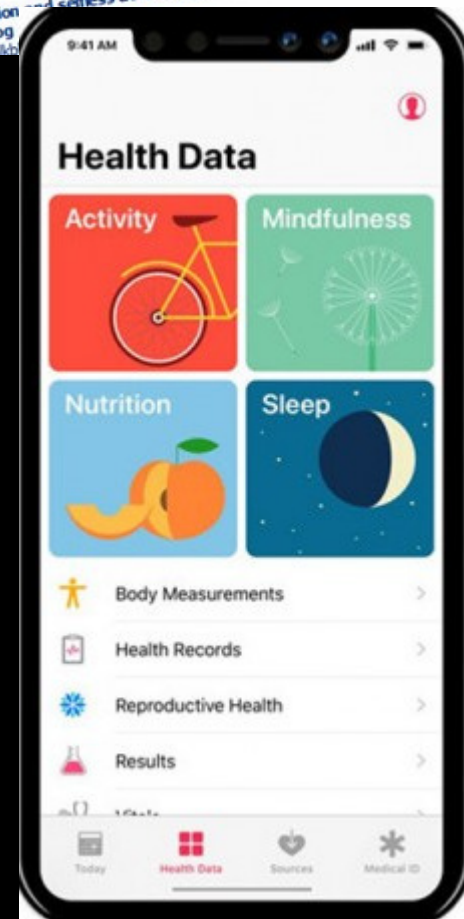 9:41 AM
Health Data
Activity
Mindfulness
Nutrition
Sleep
Body Measurements
Health Records
Reproductive Health
Results
Vitals
Today
Health Data
Sources
Medical ID